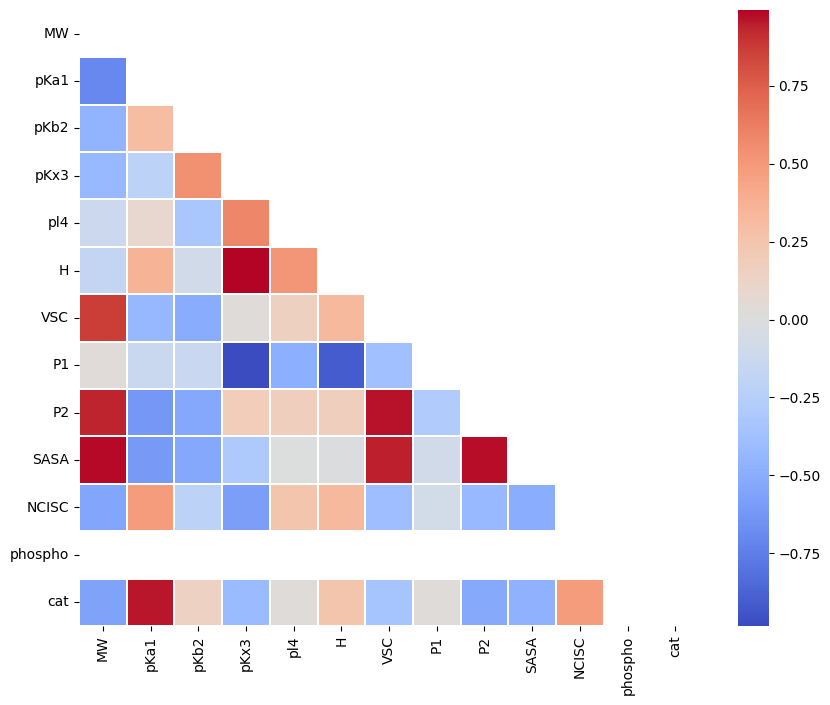 MW
pKa1
pKb2
pKx3
pl4
H
VSC
P1
P2
SASA
NCISC
phospho
cat
MW
pKa1
pKb2
pKx3
pl4
H
VSC
P1
P2
SASA
NCISC
phospho
cat
0.75
0.50
0.25
0.00
−0.25
−0.50
−0.75